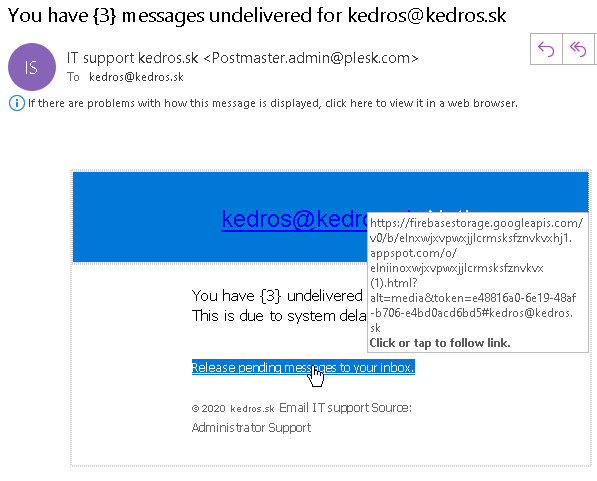 You have {3} messages undelivered for kedros@kedros.sk
IS
IT support kedros.sk <Postmaster.admin@plesk.com>
To kedros@kedros.sk
If there are problems with how this message is displayed, click here to view it in a web browser.
kedros@kedros
https://firebasestorage.googleapis.com/
v0/b/elnxwjxvpwxjjlcrmsksfznvkvxhj1.
appspot.com/o/
elniinoxwjxvpwxjjlcrmsksfznvkvx
(1).html?
alt=media&token=e48816a0-6e19-48af
-b706-e4bd0acd6bd5#kedros@kedros.
sk
Click or tap to follow link.
You have {3} undelivered
This is due to system dela
Release pending messages to your inbox.
© 2020 kedros.sk Email IT support Source:
Administrator Support